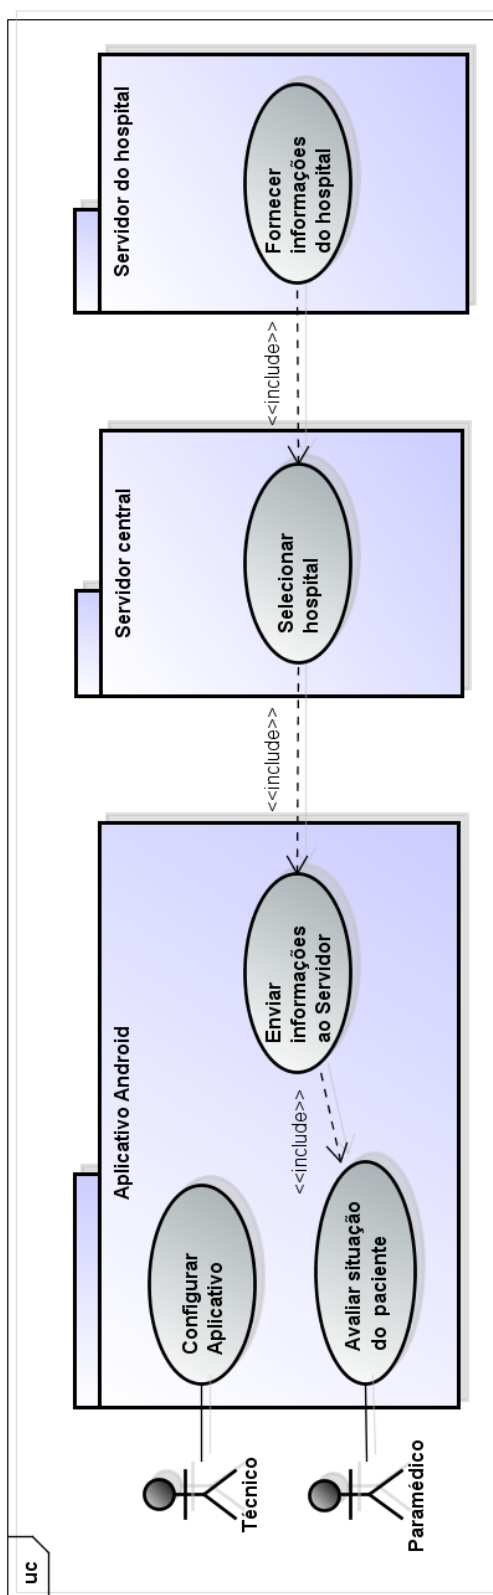 uc
Técnico
Paramédico
Aplicativo Android
Configurar
Aplicativo
Avaliar situação
do paciente
<<include>>
Enviar
informações
ao Servidor
<<include>>
Servidor central
Selecionar
hospital
<<include>>
Servidor do hospital
Fornecer
informações
do hospital